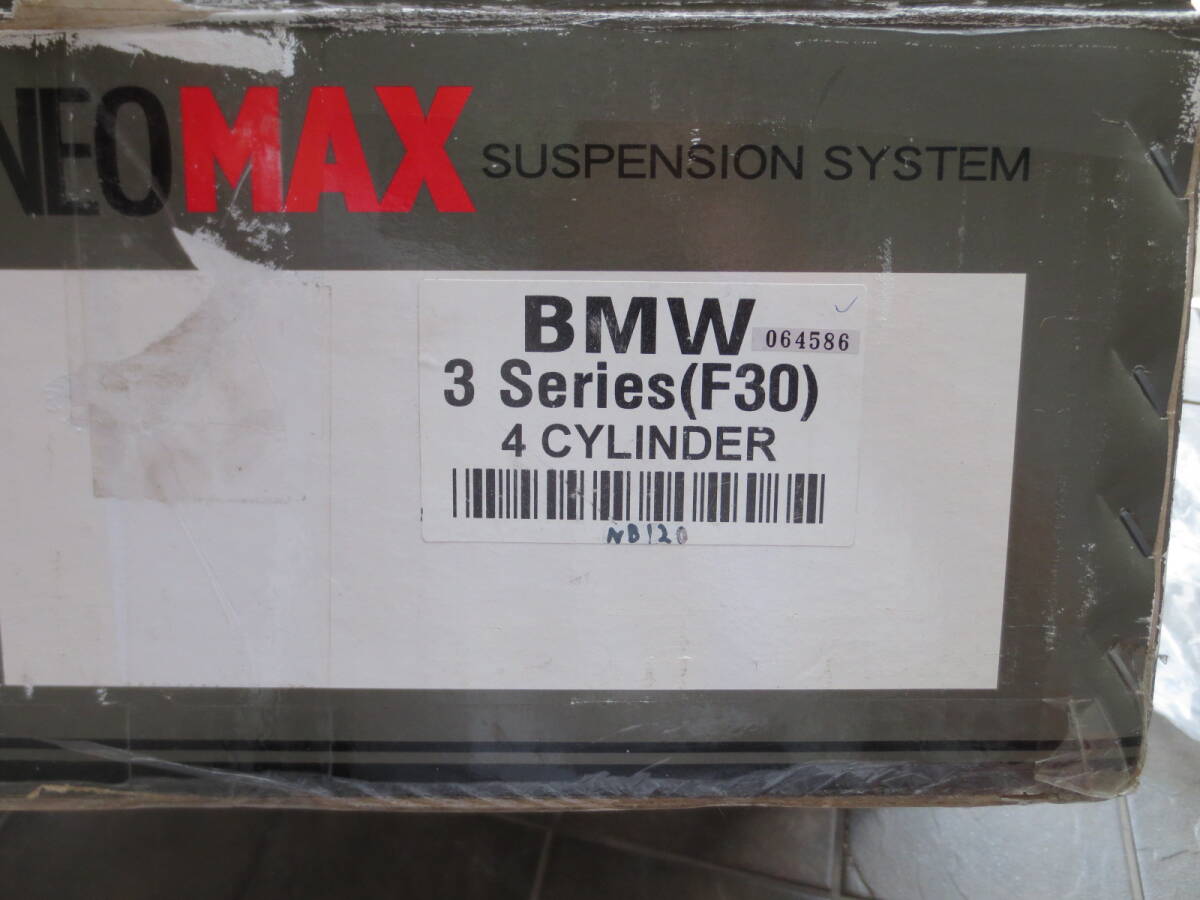 NEOMAX SUSPENSION SYSTEM
BMW 064586
3 Series(F30)
4 CYLINDER
NB120